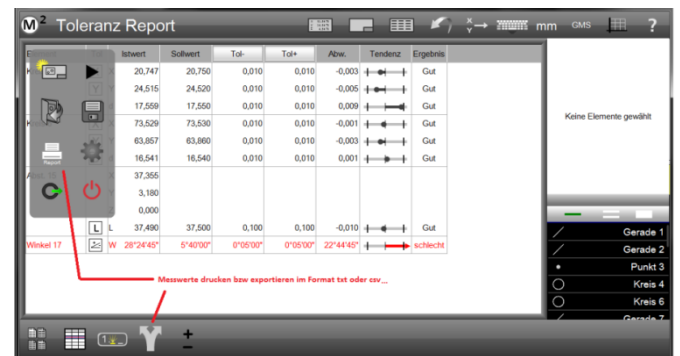 M² Toleranz Report mm GMS ?
Istwert Sollwert Tol- Tol+ Abw. Tendenz Ergebnis
X 20,747 20,750 0,010 0,010 -0,003 Gut
Y 24,515 24,520 0,010 0,010 -0,005 Gut
17,559 17,550 0,010 0,010 0,009 Gut
73,529 73,530 0,010 0,010 -0,001 Gut
63,857 63,860 0,010 0,010 -0,003 Gut
16,541 16,540 0,010 0,010 0,001 Gut
37,355
3,180
0,000
L L 37,490 37,500 0,100 0,100 -0,010 Gut
Winkel 17 W 28°24'45" 5°40'00" 0°05'00" 0°05'00" 22°44'45" schlecht
Report
Messwerte drucken bzw exportieren im Format txt oder csv...
Keine Elemente gewählt
Gerade 1
Gerade 2
Punkt 3
Kreis 4
Kreis 6
Gerade 7